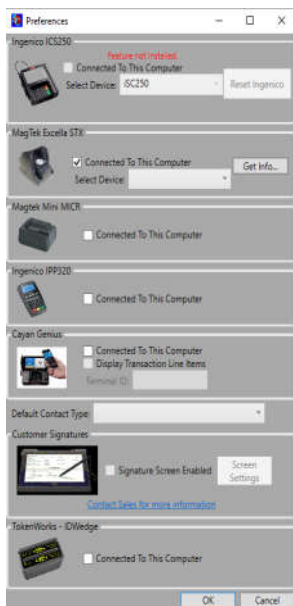 Preferences
Ingenico ICS250
Feature not installed.
Connected To This Computer
Select Device: iSC250
Reset Ingenico
MagTek Excella STX
Connected To This Computer
Get Info...
Select Device:
Magtek Mini MICR
Connected To This Computer
Ingenico IPP320
Connected To This Computer
Cayan Genius
Connected To This Computer
Display Transaction Line Items
Terminal ID:
Default Contact Type:
Customer Signatures
Signature Screen Enabled
Screen
Settings
Contact Sales for more information
TokenWorks - IDWedge
Connected To This Computer
OK Cancel